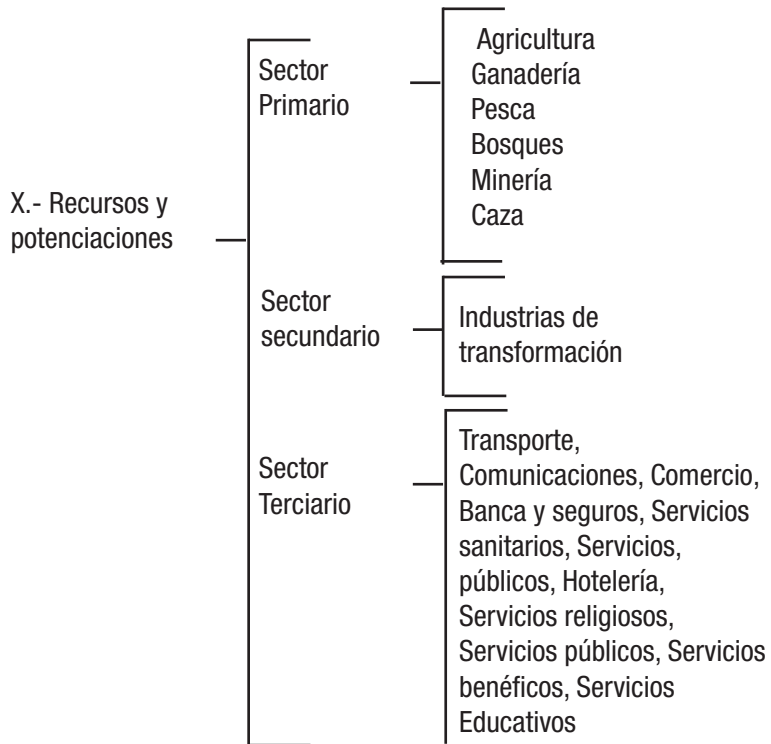 X.- Recursos y
potenciaciones
Sector
Primario
Agricultura
Ganadería
Pesca
Bosques
Minería
Caza
Sector
secundario
Industrias de
transformación
Sector
Terciario
Transporte,
Comunicaciones, Comercio,
Banca y seguros, Servicios
sanitarios, Servicios,
públicos, Hotelería,
Servicios religiosos,
Servicios públicos, Servicios
benéficos, Servicios
Educativos